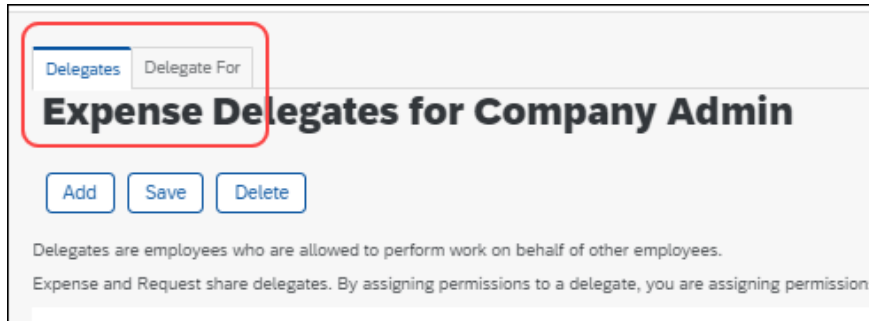 Delegates Delegate For
Expense Delegates for Company Admin
Add Save Delete
Delegates are employees who are allowed to perform work on behalf of other employees.
Expense and Request share delegates. By assigning permissions to a delegate, you are assigning permission